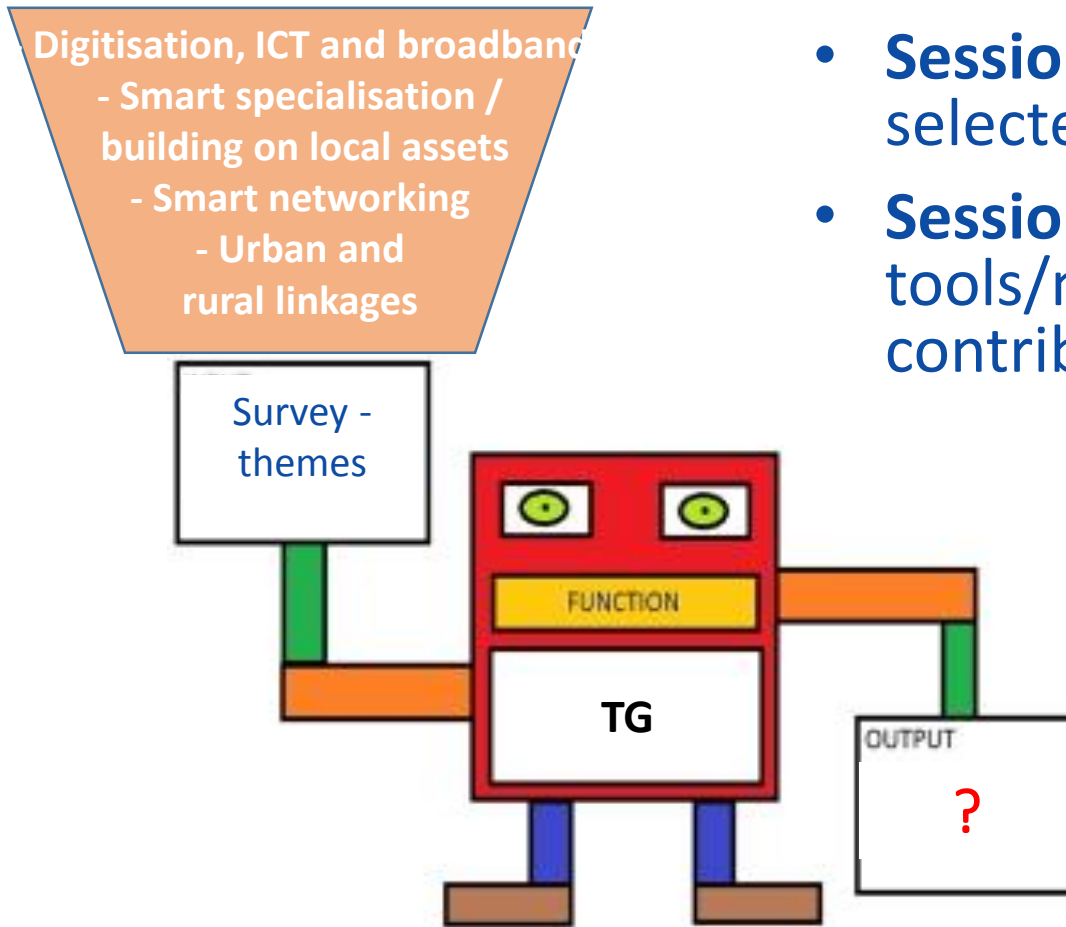 - Digitisation, ICT and broadband
- Smart specialisation /
building on local assets
- Smart networking
- Urban and
rural linkages
• Sessio
selecte
• Sessio
tools/
contrib
Survey -
themes
FUNCTION
TG
OUTPUT
?